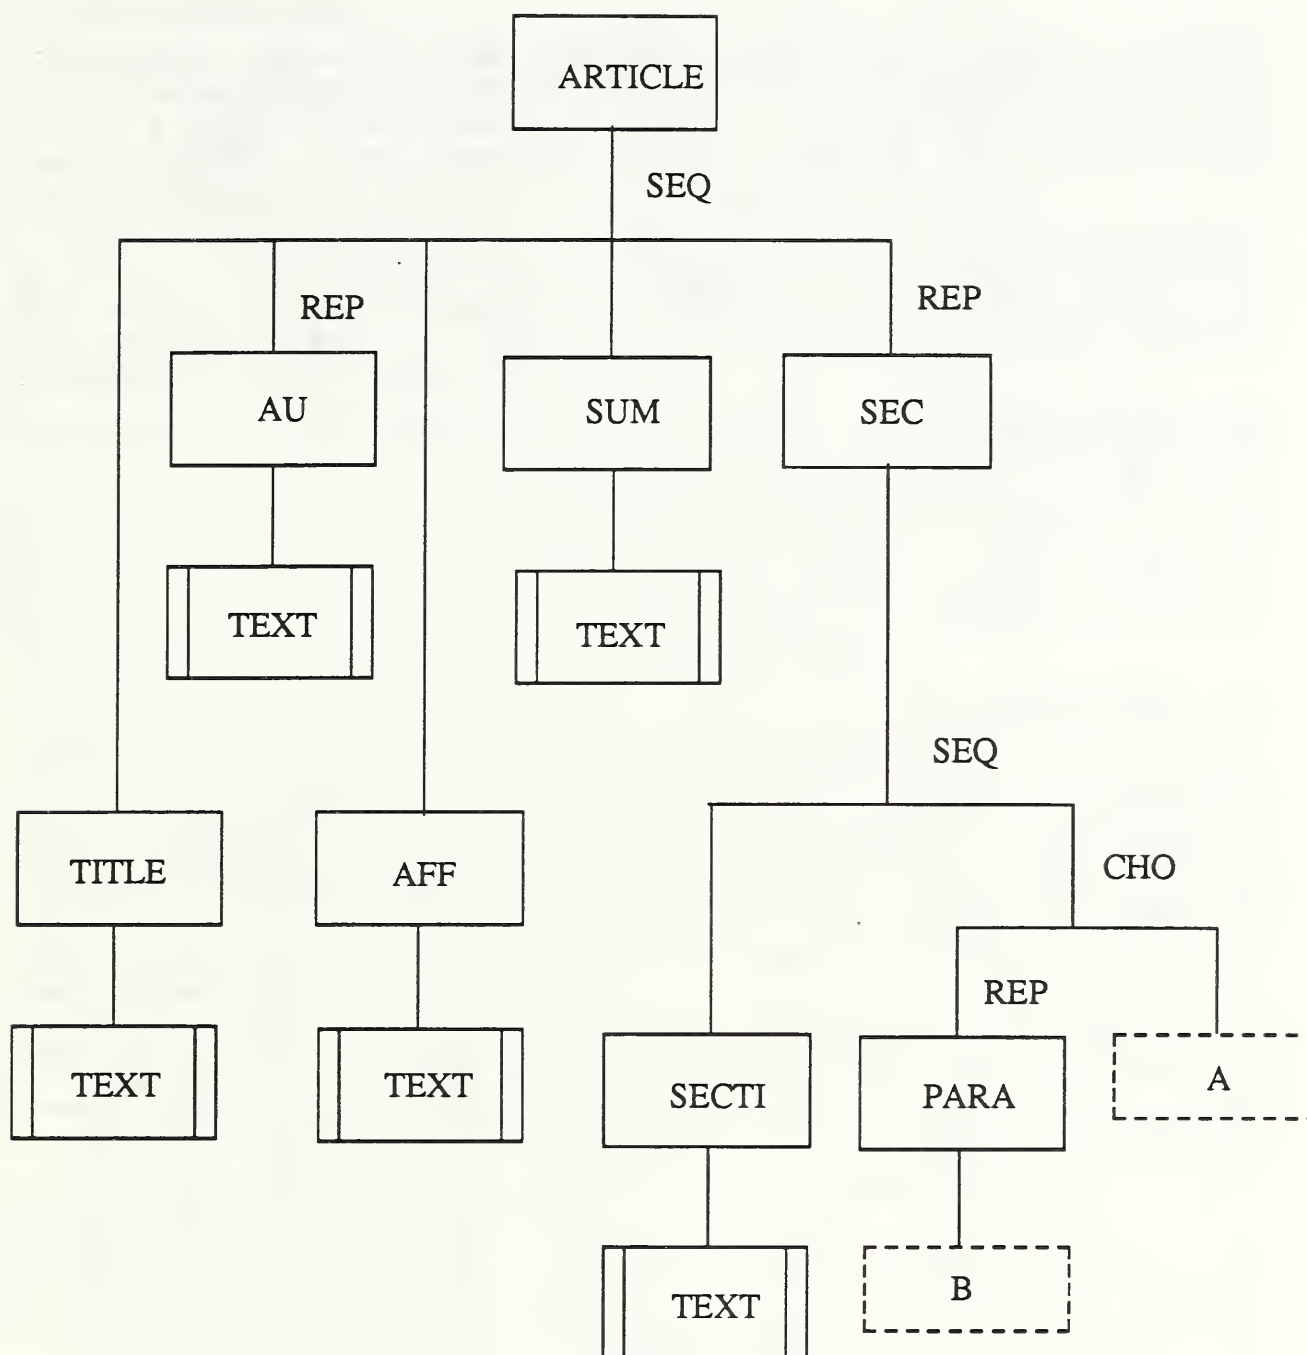 ARTICLE
SEQ
REP
REP
AU
SUM
SEC
TEXT
TEXT
SEQ
TITLE
AFF
CHO
REP
TEXT
TEXT
SECTI
PARA
A
TEXT
B